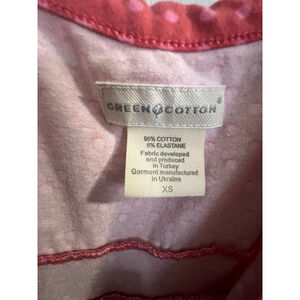 GREEN COTTON®
95% COTTON
5% ELASTANE
Fabric developed
and produced
in Turkey
Garment manufactured
in Ukraine
XS